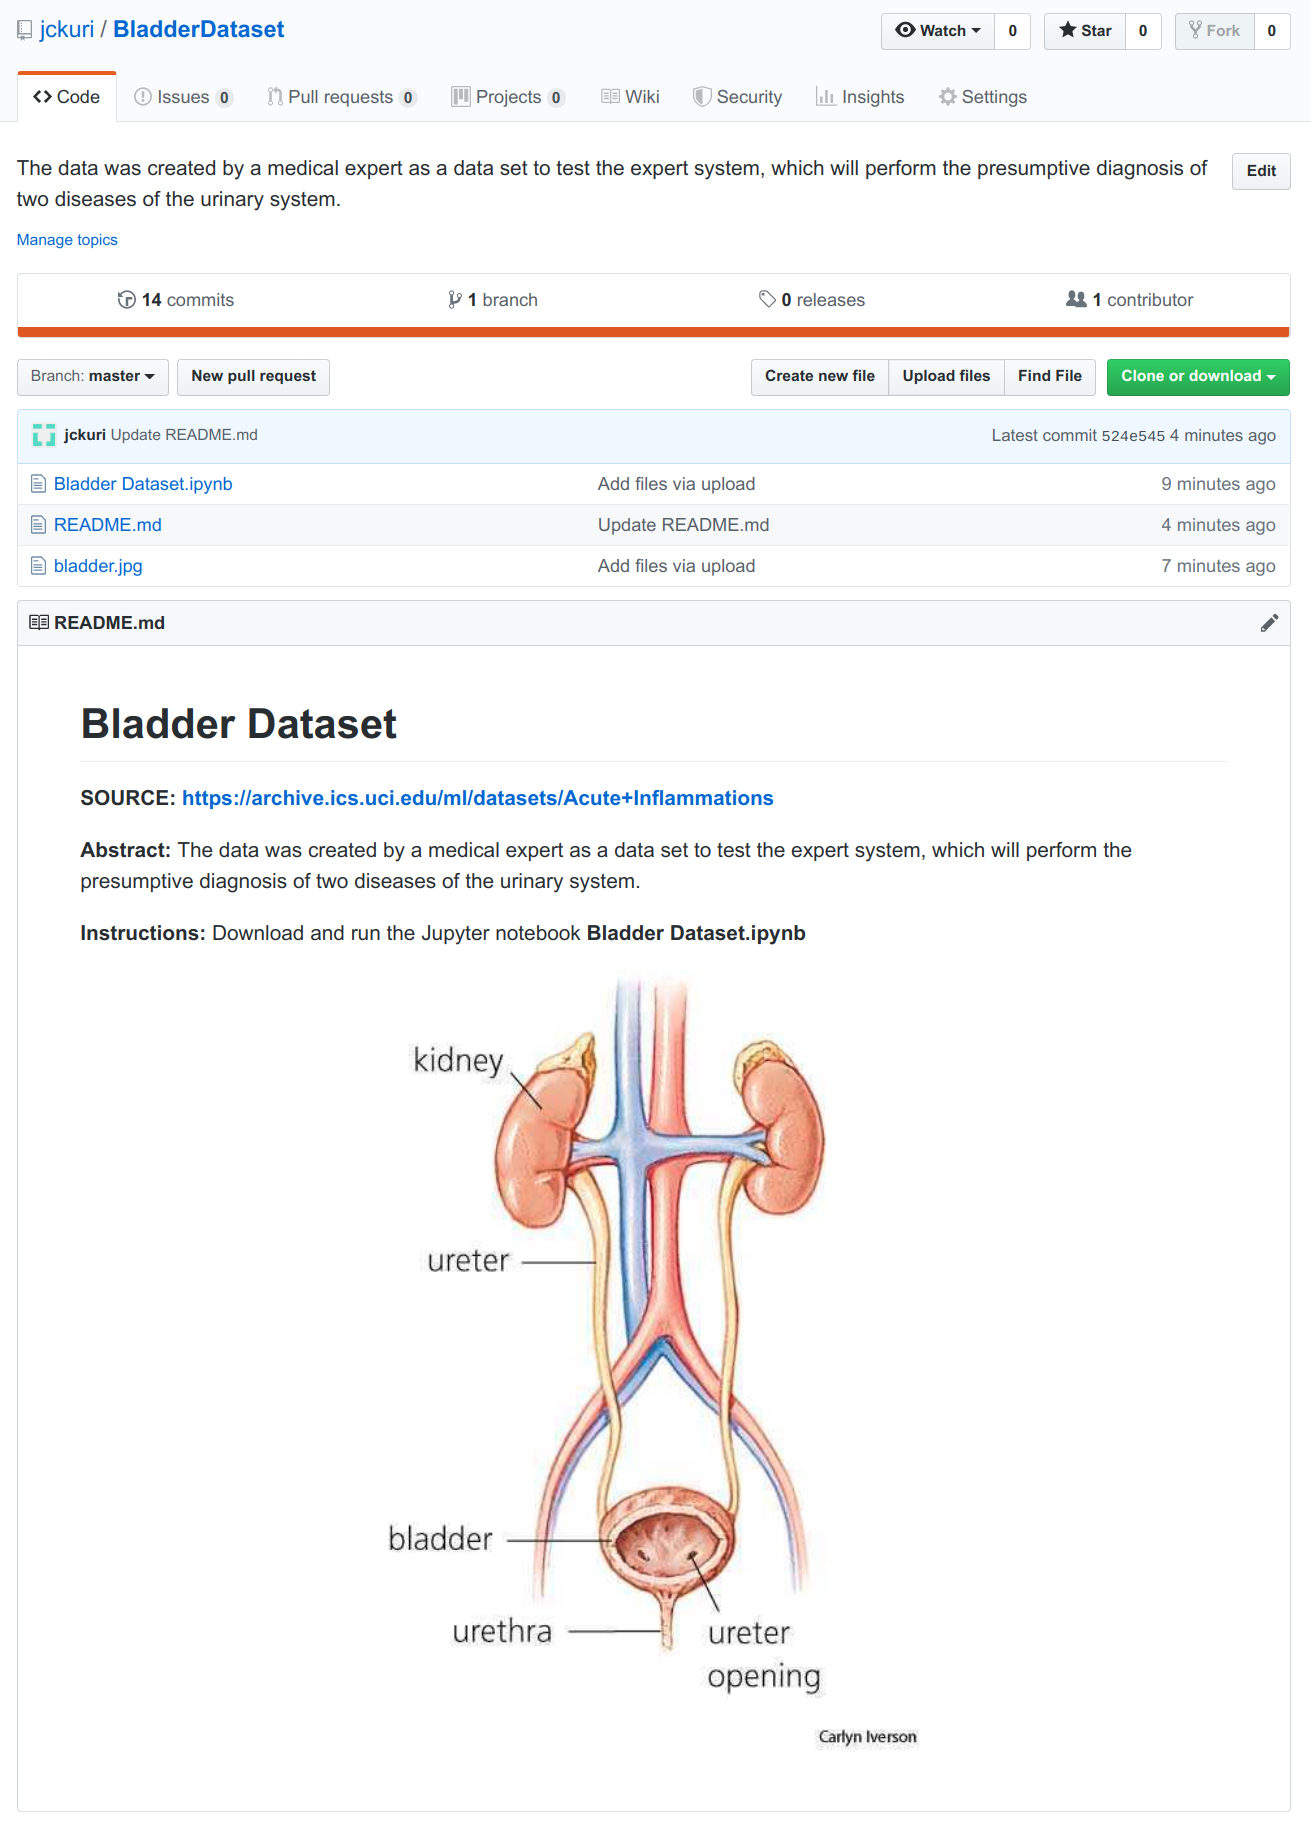 jckuri / BladderDataset
Watch 0 Star 0 Fork 0
Code Issues 0 Pull requests 0 Projects 0 Wiki Security Insights Settings
The data was created by a medical expert as a data set to test the expert system, which will perform the presumptive diagnosis of
two diseases of the urinary system.
Edit
Manage topics
14 commits 1 branch 0 releases 1 contributor
Branch: master New pull request Create new file Upload files Find File Clone or download
jckuri Update README.md Latest commit 524e545 4 minutes ago
Bladder Dataset.ipynb Add files via upload 9 minutes ago
README.md Update README.md 4 minutes ago
bladder.jpg Add files via upload 7 minutes ago
README.md
Bladder Dataset
SOURCE: https://archive.ics.uci.edu/ml/datasets/Acute+Inflammations
Abstract: The data was created by a medical expert as a data set to test the expert system, which will perform the
presumptive diagnosis of two diseases of the urinary system.
Instructions: Download and run the Jupyter notebook Bladder Dataset.ipynb
kidney
ureter
bladder
urethra
ureter
opening
Carlyn Iverson